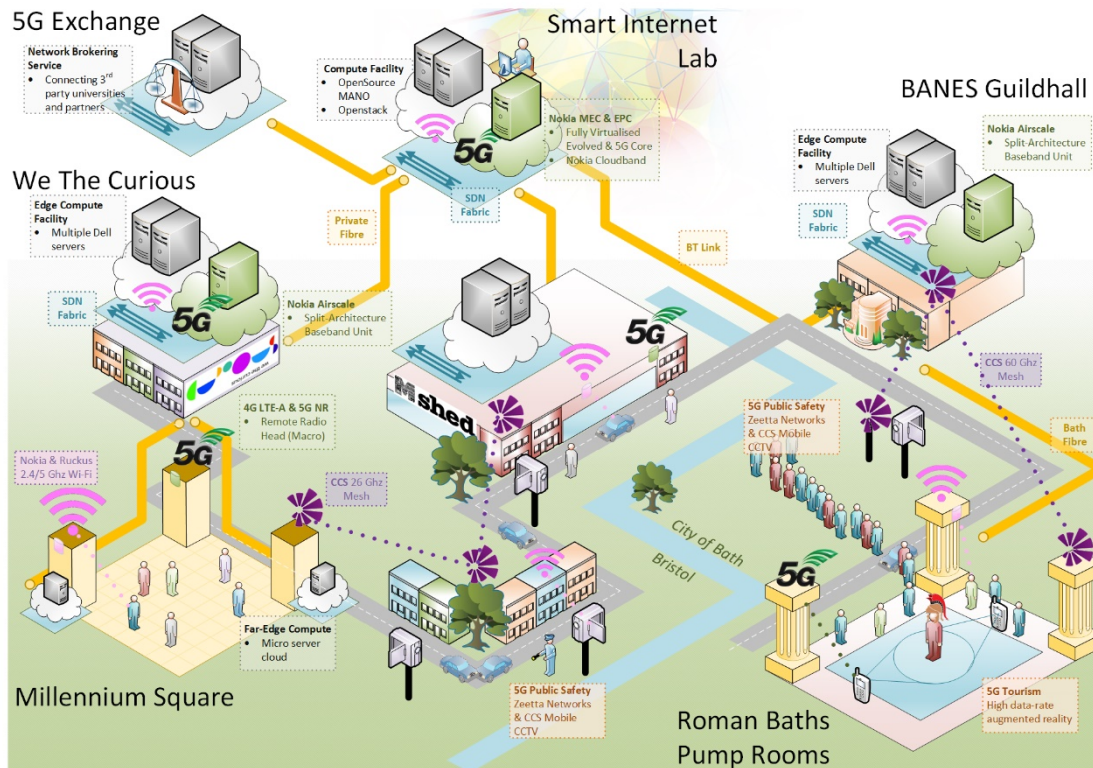 5G Exchange
Network Brokering
Service
• Connecting 3rd
party universities
and partners
Smart Internet
Lab
Compute Facility
• OpenSource
MANO
• Openstack
Nokia MEC & EPC
• Fully Virtualised
Evolved & 5G Core
• Nokia Cloudband
5G
SDN
Fabric
BANES Guildhall
Edge Compute
Facility
• Multiple Dell
servers
Nokia Airscale
• Split-Architecture
Baseband Unit
SDN
Fabric
We The Curious
Edge Compute
Facility
• Multiple Dell
servers
SDN
Fabric
5G
Nokia Airscale
• Split-Architecture
Baseband Unit
Private
Fibre
BT Link
5G
M shed
CCS 60 Ghz
Mesh
Bath
Fibre
4G LTE-A & 5G NR
• Remote Radio
Head (Macro)
5G
Nokia & Ruckus
2.4/5 Ghz Wi-Fi
CCS 26 Ghz
Mesh
5G Public Safety
Zeetta Networks
& CCS Mobile
CCTV
City of Bath
Bristol
5G
Far-Edge Compute
• Micro server
cloud
Millennium Square
5G Public Safety
Zeetta Networks
& CCS Mobile
CCTV
Roman Baths
Pump Rooms
5G Tourism
High data-rate
augmented reality